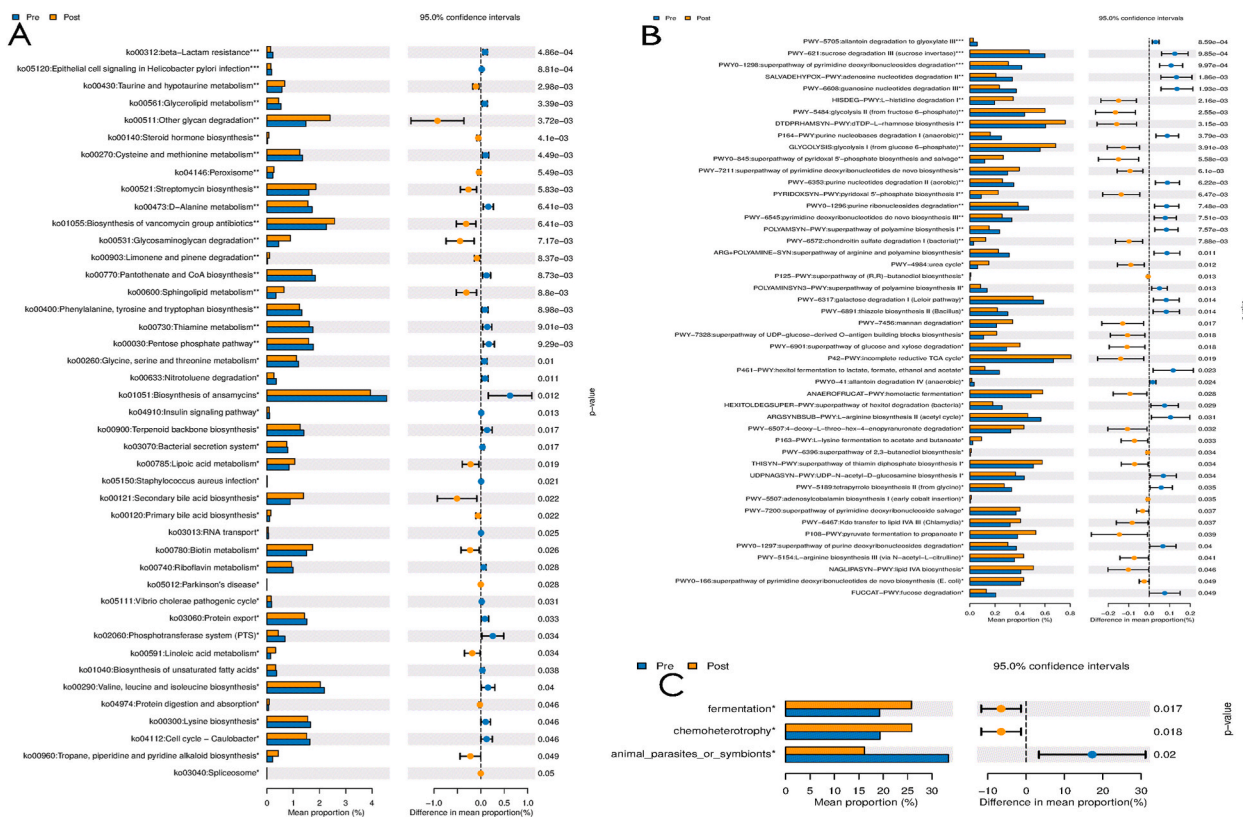 Pre Post
95.0% confidence intervals
A
ko00312:beta-Lactam resistance*** 4.86e-04
ko05120:Epithelial cell signaling in Helicobacter pylori infection*** 8.81e-04
ko00430:Taurine and hypotaurine metabolism** 2.98e-03
ko00561:Glycerolipid metabolism** 3.39e-03
ko00511:Other glycan degradation** 3.72e-03
ko00140:Steroid hormone biosynthesis** 4.1e-03
ko00270:Cysteine and methionine metabolism** 4.49e-03
ko04146:Peroxisome** 5.49e-03
ko00521:Streptomycin biosynthesis** 5.83e-03
ko00473:D-Alanine metabolism** 6.41e-03
ko01055:Biosynthesis of vancomycin group antibiotics** 6.41e-03
ko00531:Glycosaminoglycan degradation** 7.17e-03
ko00903:Limonene and pinene degradation** 8.37e-03
ko00770:Pantothenate and CoA biosynthesis** 8.73e-03
ko00600:Sphingolipid metabolism** 8.8e-03
ko00400:Phenylalanine, tyrosine and tryptophan biosynthesis** 8.98e-03
ko00730:Thiamine metabolism** 9.01e-03
ko00030:Pentose phosphate pathway** 9.29e-03
ko00260:Glycine, serine and threonine metabolism* 0.01
ko00633:Nitrotoluene degradation* 0.011
ko01051:Biosynthesis of ansamycins* 0.012
ko04910:Insulin signaling pathway* 0.013
ko00900:Terpenoid backbone biosynthesis* 0.017
ko03070:Bacterial secretion system* 0.017
ko00785:Lipoic acid metabolism* 0.019
ko05150:Staphylococcus aureus infection* 0.021
ko00121:Secondary bile acid biosynthesis* 0.022
ko00120:Primary bile acid biosynthesis* 0.022
ko03013:RNA transport* 0.025
ko00780:Biotin metabolism* 0.026
ko00740:Riboflavin metabolism* 0.028
ko05012:Parkinson's disease* 0.028
ko05111:Vibrio cholerae pathogenic cycle* 0.031
ko03060:Protein export* 0.033
ko02060:Phosphotransferase system (PTS)* 0.034
ko00591:Linoleic acid metabolism* 0.034
ko01040:Biosynthesis of unsaturated fatty acids* 0.038
ko00290:Valine, leucine and isoleucine biosynthesis* 0.04
ko04974:Protein digestion and absorption* 0.046
ko00300:Lysine biosynthesis* 0.046
ko04112:Cell cycle - Caulobacter* 0.046
ko00960:Tropane, piperidine and pyridine alkaloid biosynthesis* 0.049
ko03040:Spliceosome* 0.05
p-value
0 1 2 3 4 −1.0 0.0 0.5 1.0
Mean proportion (%) Difference in mean proportion(%)
Pre Post
95.0% confidence intervals
B
PWY-5705:allantoin degradation to glyoxylate III*** 8.59e-04
PWY-621:sucrose degradation III (sucrose invertase)*** 9.85e-04
PWY0-1298:superpathway of pyrimidine deoxyribonucleosides degradation*** 9.97e-04
SALVADEHYPOX-PWY:adenosine nucleotides degradation II** 1.86e-03
PWY-6608:guanosine nucleotides degradation III** 1.93e-03
HISDEG-PWY:L-histidine degradation I** 2.16e-03
PWY-5484:glycolysis II (from fructose 6-phosphate)** 2.55e-03
DTDPRHAMSYN-PWY:dTDP-L-rhamnose biosynthesis I** 3.15e-03
P164-PWY:purine nucleobases degradation I (anaerobic)** 3.79e-03
GLYCOLYSIS:glycolysis I (from glucose 6-phosphate)** 3.91e-03
PWY0-845:superpathway of pyridoxal 5'-phosphate biosynthesis and salvage** 5.58e-03
PWY-7211:superpathway of pyrimidine deoxyribonucleotides de novo biosynthesis** 6.1e-03
PWY-6353:purine nucleotides degradation II (aerobic)** 6.22e-03
PYRIDOXSYN-PWY:pyridoxal 5'-phosphate biosynthesis I** 6.47e-03
PWY0-1296:purine ribonucleosides degradation** 7.48e-03
PWY-6545:pyrimidine deoxyribonucleotides de novo biosynthesis III** 7.51e-03
POLYAMSYN-PWY:superpathway of polyamine biosynthesis I** 7.57e-03
PWY-6572:chondroitin sulfate degradation I (bacterial)** 7.88e-03
ARG+POLYAMINE-SYN:superpathway of arginine and polyamine biosynthesis* 0.011
PWY-4984:urea cycle* 0.012
P125-PWY:superpathway of (R,R)-butanediol biosynthesis* 0.013
POLYAMINSYN3-PWY:superpathway of polyamine biosynthesis II* 0.013
PWY-6317:galactose degradation I (Leloir pathway)* 0.014
PWY-6891:thiazole biosynthesis II (Bacillus)* 0.014
PWY-7456:mannan degradation* 0.017
PWY-7328:superpathway of UDP-glucose-derived O-antigen building blocks biosynthesis* 0.018
PWY-6901:superpathway of glucose and xylose degradation* 0.018
P42-PWY:incomplete reductive TCA cycle* 0.019
P461-PWY:hexitol fermentation to lactate, formate, ethanol and acetate* 0.023
PWY0-41:allantoin degradation IV (anaerobic)* 0.024
ANAEROFRUCAT-PWY:homolactic fermentation* 0.028
HEXITOLDEGSUPER-PWY:superpathway of hexitol degradation (bacteria)* 0.029
ARGSYNBSUB-PWY:L-arginine biosynthesis II (acetyl cycle)* 0.031
PWY-6507:4-deoxy-L-threo-hex-4-enopyranuronate degradation* 0.032
P163-PWY:L-lysine fermentation to acetate and butanoate* 0.033
PWY-6396:superpathway of 2,3-butanediol biosynthesis* 0.034
THISYN-PWY:superpathway of thiamin diphosphate biosynthesis I* 0.034
UDPNAGSYN-PWY:UDP-N-acetyl-D-glucosamine biosynthesis I* 0.034
PWY-5189:tetrapyrrole biosynthesis II (from glycine)* 0.035
PWY-5507:adenosylcobalamin biosynthesis I (early cobalt insertion)* 0.035
PWY-7200:superpathway of pyrimidine deoxyribonucleoside salvage* 0.037
PWY-6467:Kdo transfer to lipid IVA III (Chlamydia)* 0.037
P108-PWY:pyruvate fermentation to propanoate I* 0.039
PWY0-1297:superpathway of purine deoxyribonucleosides degradation* 0.04
PWY-5154:L-arginine biosynthesis III (via N-acetyl-L-citrulline)* 0.041
NAGLIPASYN-PWY:lipid IVA biosynthesis* 0.046
PWY0-166:superpathway of pyrimidine deoxyribonucleotides de novo biosynthesis (E. coli)* 0.049
FUCCAT-PWY:fucose degradation* 0.049
0.0 0.2 0.4 0.6 0.8 −0.2 −0.1 0.0 0.1 0.2
Mean proportion (%) Difference in mean proportion(%)
Pre Post
95.0% confidence intervals
C
fermentation* 0.017
chemoheterotrophy* 0.018
animal_parasites_or_symbionts* 0.02
p-value
0 5 10 15 20 25 30 −10 0 10 20 30
Mean proportion (%) Difference in mean proportion(%)